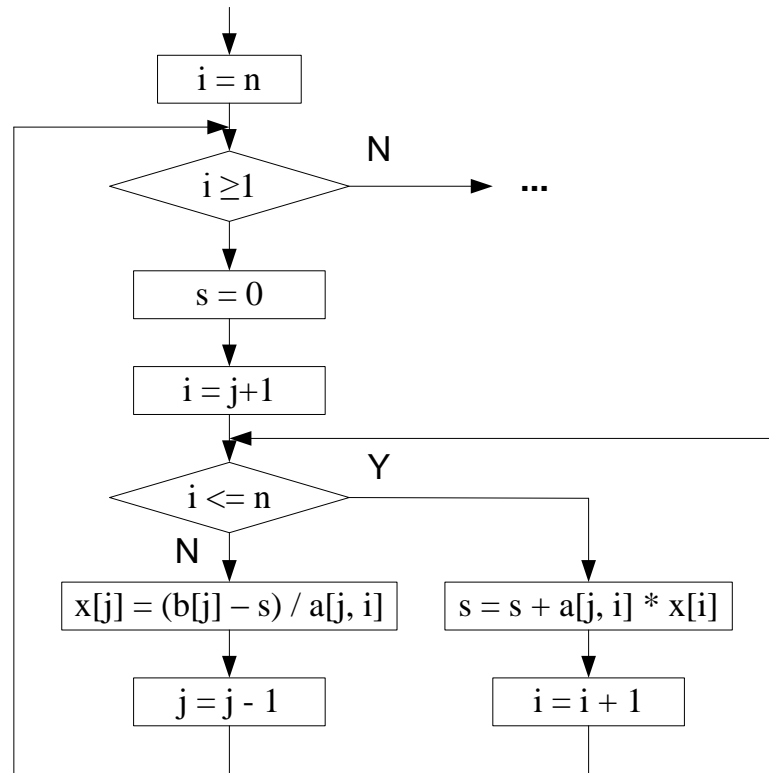 i = n
N
i ≥1
...
s = 0
i = j+1
Y
i <= n
N
x[j] = (b[j] – s) / a[j, i]
s = s + a[j, i] * x[i]
j = j - 1
i = i + 1